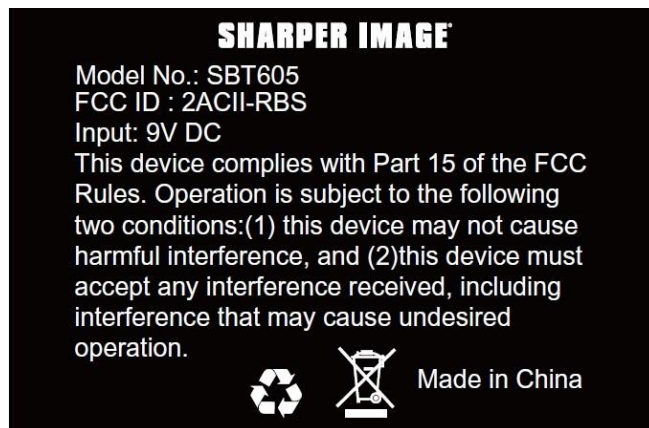 SHARPER IMAGE®
Model No.: SBT605
FCC ID : 2ACII-RBS
Input: 9V DC
This device complies with Part 15 of the FCC
Rules. Operation is subject to the following
two conditions:(1) this device may not cause
harmful interference, and (2)this device must
accept any interference received, including
interference that may cause undesired
operation.
Made in China